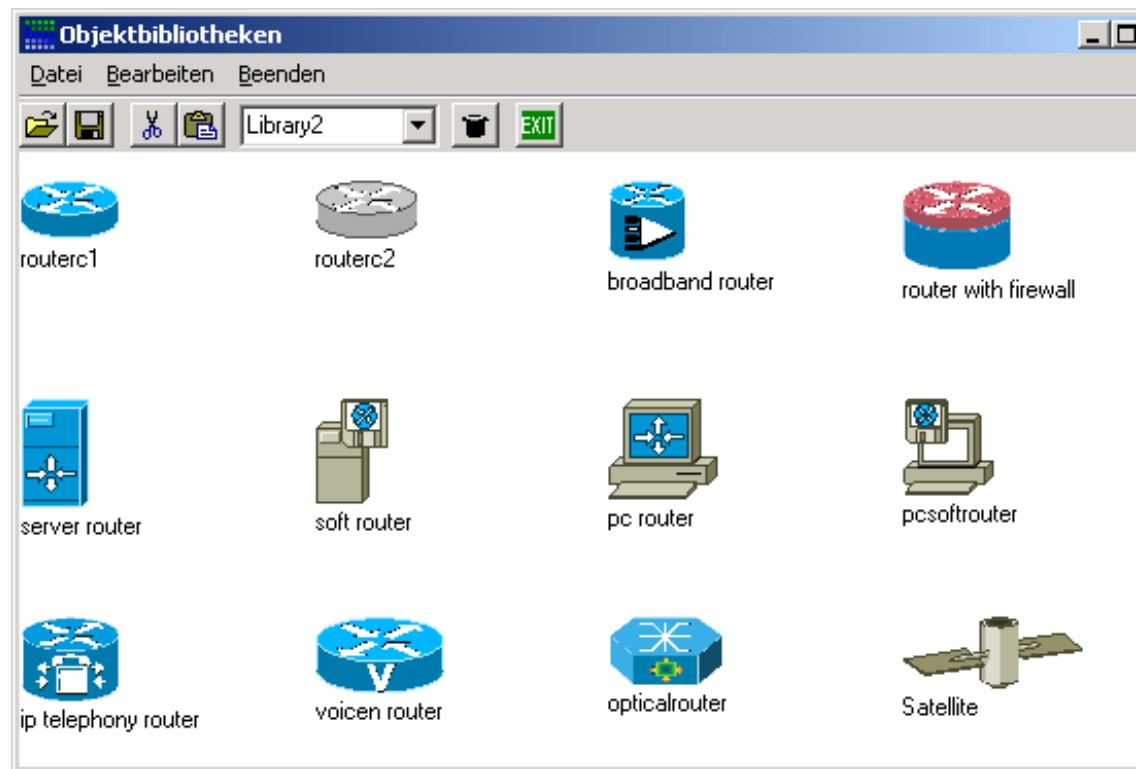 Objektbibliotheken
Datei Bearbeiten Beenden
Library2 EXIT
routerc1 routerc2 broadband router router with firewall
server router soft router pc router pcsoftrouter
ip telephony router voicen router opticalrouter Satellite